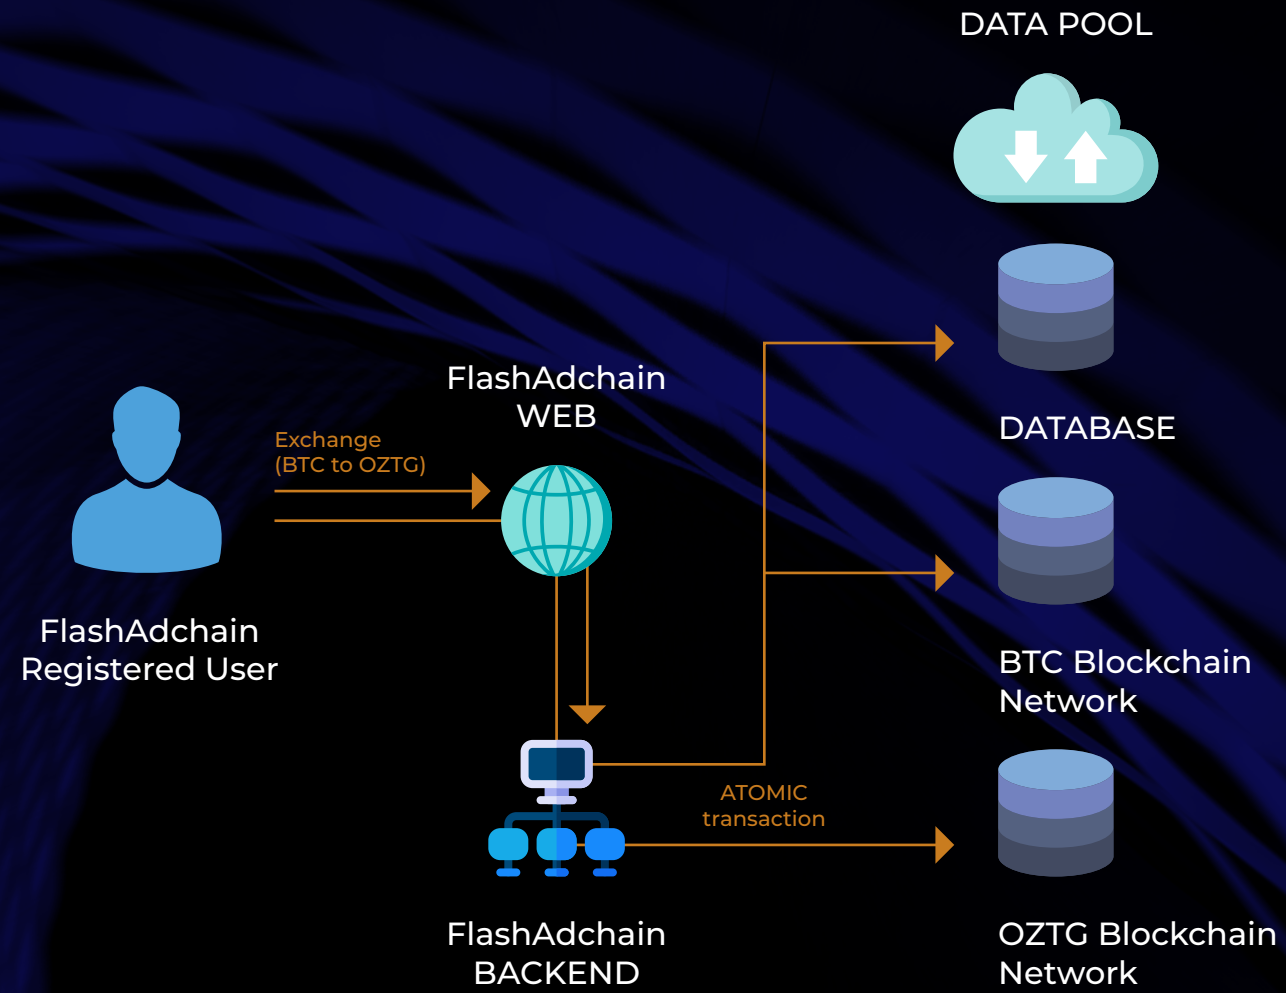 DATA POOL
FlashAdchain
WEB
Exchange
(BTC to OZTG)
DATABASE
FlashAdchain
Registered User
BTC Blockchain
Network
ATOMIC
transaction
FlashAdchain
BACKEND
OZTG Blockchain
Network